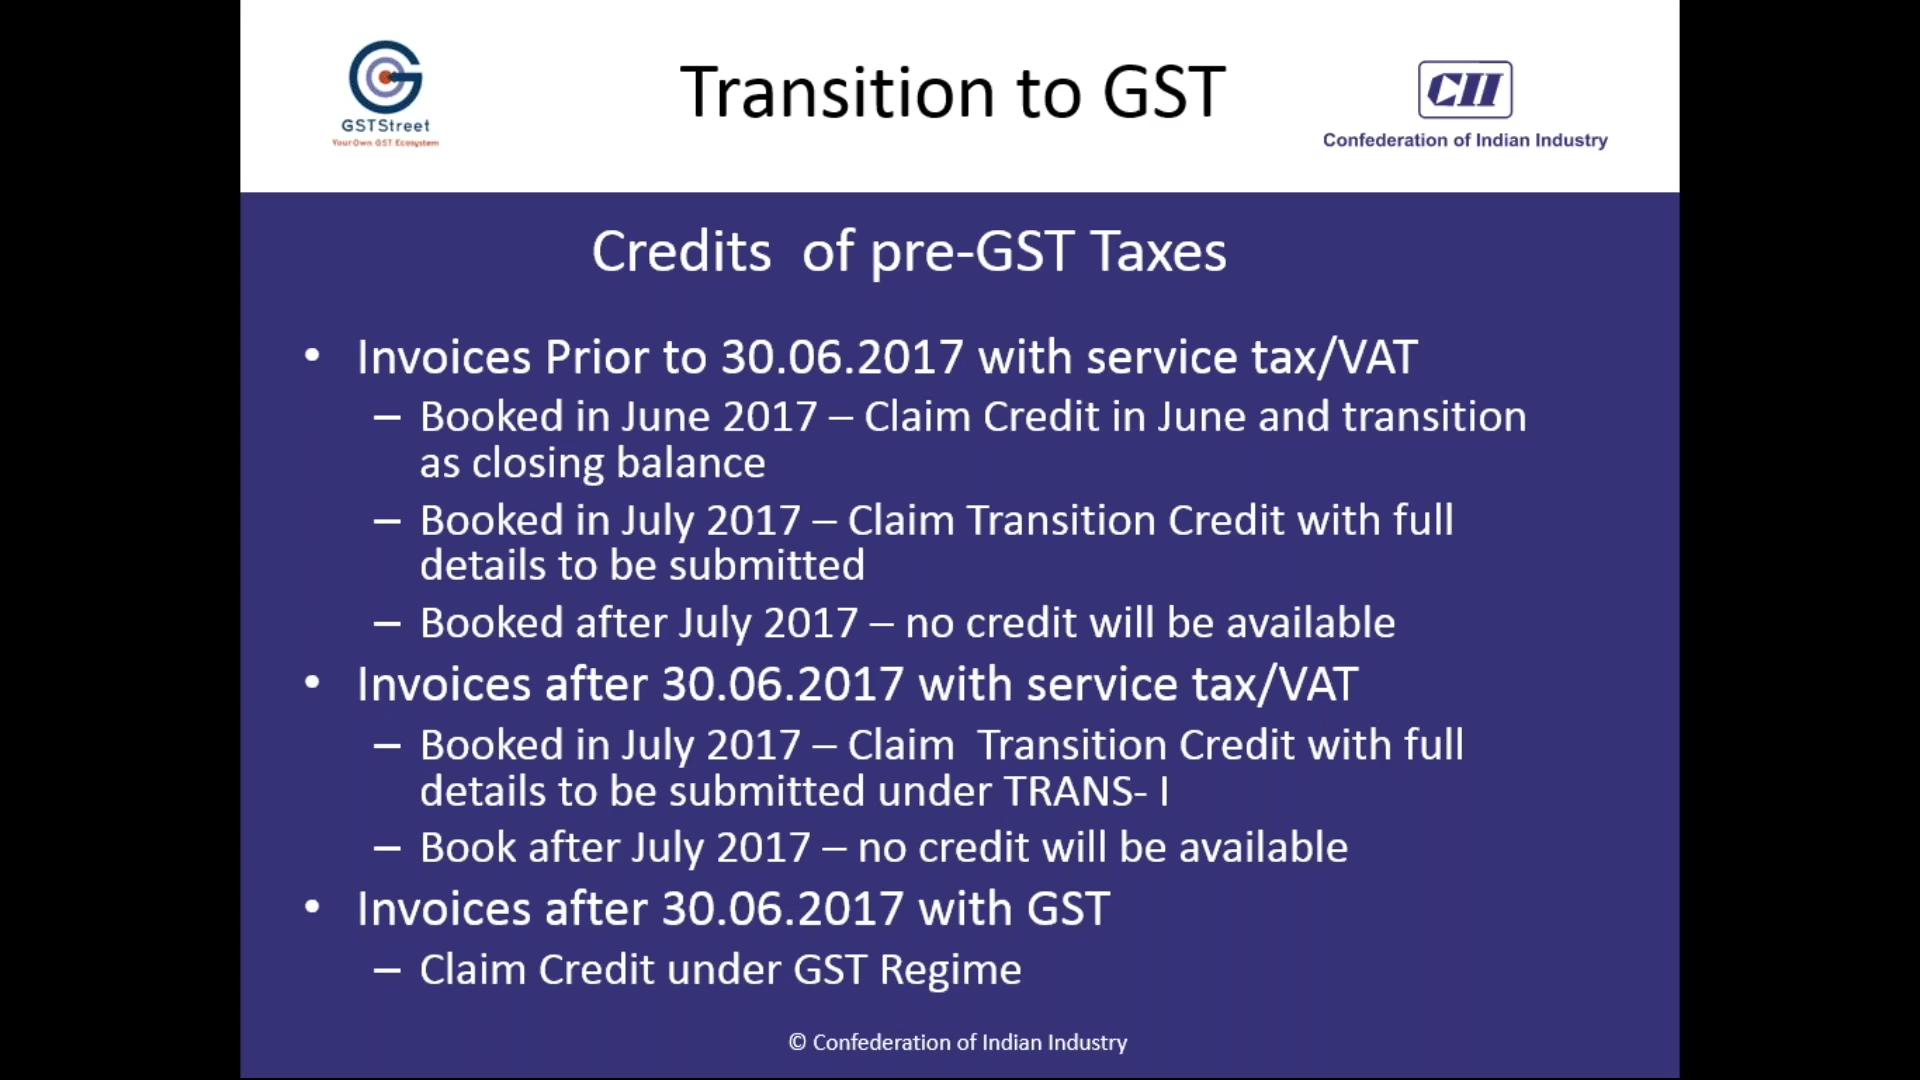 GSTStreet
Your Own GST Ecosystem
Transition to GST
CII
Confederation of Indian Industry
Credits  of pre-GST Taxes
• Invoices Prior to 30.06.2017 with service tax/VAT
– Booked in June 2017 – Claim Credit in June and transition
as closing balance
– Booked in July 2017 – Claim Transition Credit with full
details to be submitted
– Booked after July 2017 – no credit will be available
• Invoices after 30.06.2017 with service tax/VAT
– Booked in July 2017 – Claim  Transition Credit with full
details to be submitted under TRANS- I
– Book after July 2017 – no credit will be available
• Invoices after 30.06.2017 with GST
– Claim Credit under GST Regime
© Confederation of Indian Industry